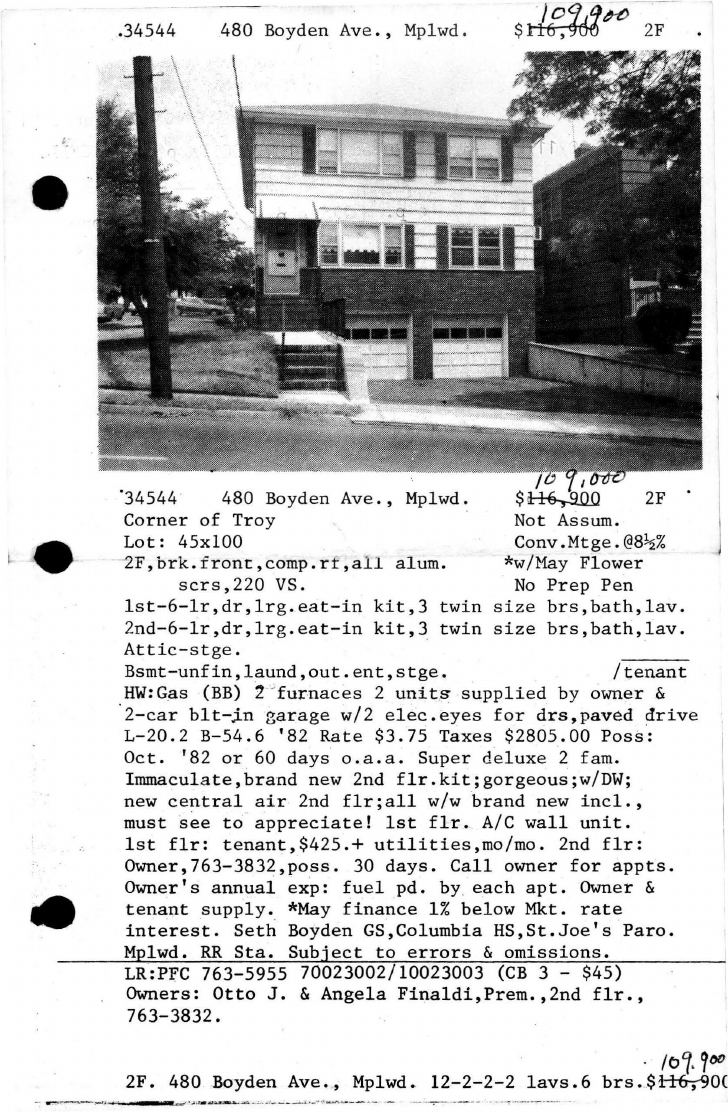 109,900
.34544 480 Boyden Ave., Mplwd. $116,900 2F .
109,000
34544 480 Boyden Ave., Mplwd. $116,900 2F
Corner of Troy Not Assum.
Lot: 45x100 Conv.Mtge.@8½%
2F,brk.front,comp.rf,all alum. *w/May Flower
scrs,220 VS. No Prep Pen
1st-6-lr,dr,lrg.eat-in kit,3 twin size brs,bath,lav.
2nd-6-lr,dr,lrg.eat-in kit,3 twin size brs,bath,lav.
Attic-stge.
Bsmt-unfin,laund,out.ent,stge. /tenant
HW:Gas (BB) 2 furnaces 2 units supplied by owner &
2-car blt-in garage w/2 elec.eyes for drs,paved drive
L-20.2 B-54.6 '82 Rate $3.75 Taxes $2805.00 Poss:
Oct. '82 or 60 days o.a.a. Super deluxe 2 fam.
Immaculate,brand new 2nd flr.kit;gorgeous;w/DW;
new central air 2nd flr;all w/w brand new incl.,
must see to appreciate! 1st flr. A/C wall unit.
1st flr: tenant,$425.+ utilities,mo/mo. 2nd flr:
Owner,763-3832,poss. 30 days. Call owner for appts.
Owner's annual exp: fuel pd. by each apt. Owner &
tenant supply. *May finance 1% below Mkt. rate
interest. Seth Boyden GS,Columbia HS,St.Joe's Paro.
Mplwd. RR Sta. Subject to errors & omissions.
LR:PFC 763-5955 70023002/10023003 (CB 3 - $45)
Owners: Otto J. & Angela Finaldi,Prem.,2nd flr.,
763-3832.
109.900
2F. 480 Boyden Ave., Mplwd. 12-2-2-2 lavs.6 brs.$116,900